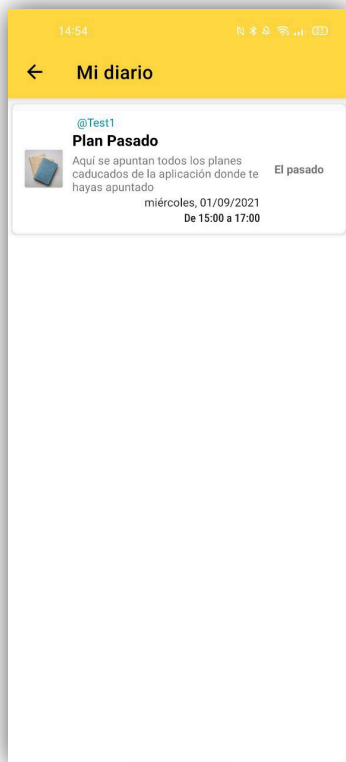 14:54
Mi diario
@Test1
Plan Pasado
Aquí se apuntan todos los planes
caducados de la aplicación donde te
hayas apuntado
El pasado
miércoles, 01/09/2021
De 15:00 a 17:00